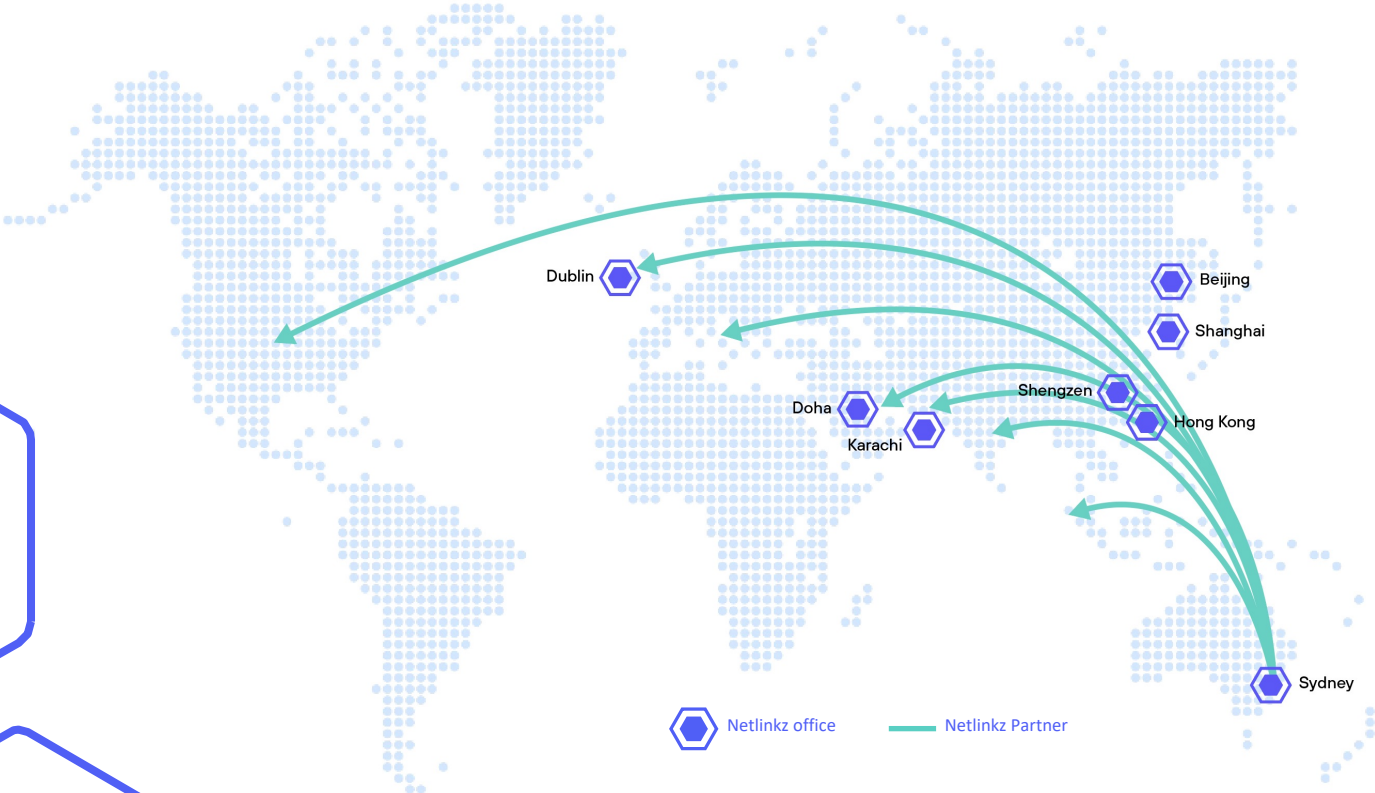 Dublin
Beijing
Shanghai
Shengzen
Doha
Hong Kong
Karachi
Sydney
Netlinkz office
Netlinkz Partner